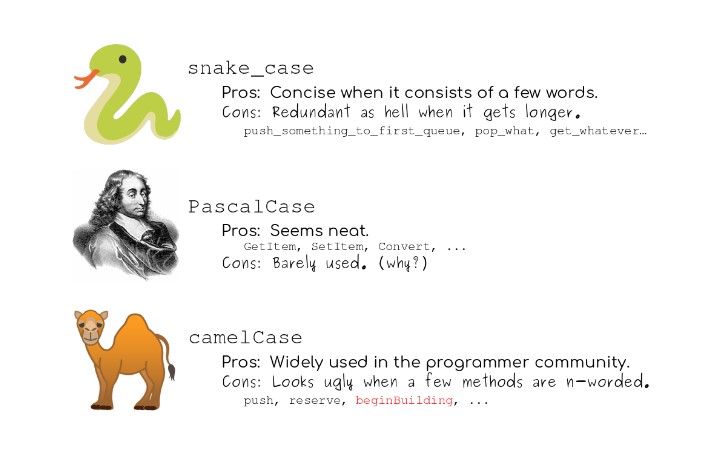 snake_case
Pros: Concise when it consists of a few words.
Cons: Redundant as hell when it gets longer.
push_something_to_first_queue, pop_what, get_whatever…
PascalCase
Pros: Seems neat.
GetItem, SetItem, Convert, ...
Cons: Barely used. (why?)
camelCase
Pros: Widely used in the programmer community.
Cons: Looks ugly when a few methods are n-worded.
push, reserve, beginBuilding, ...